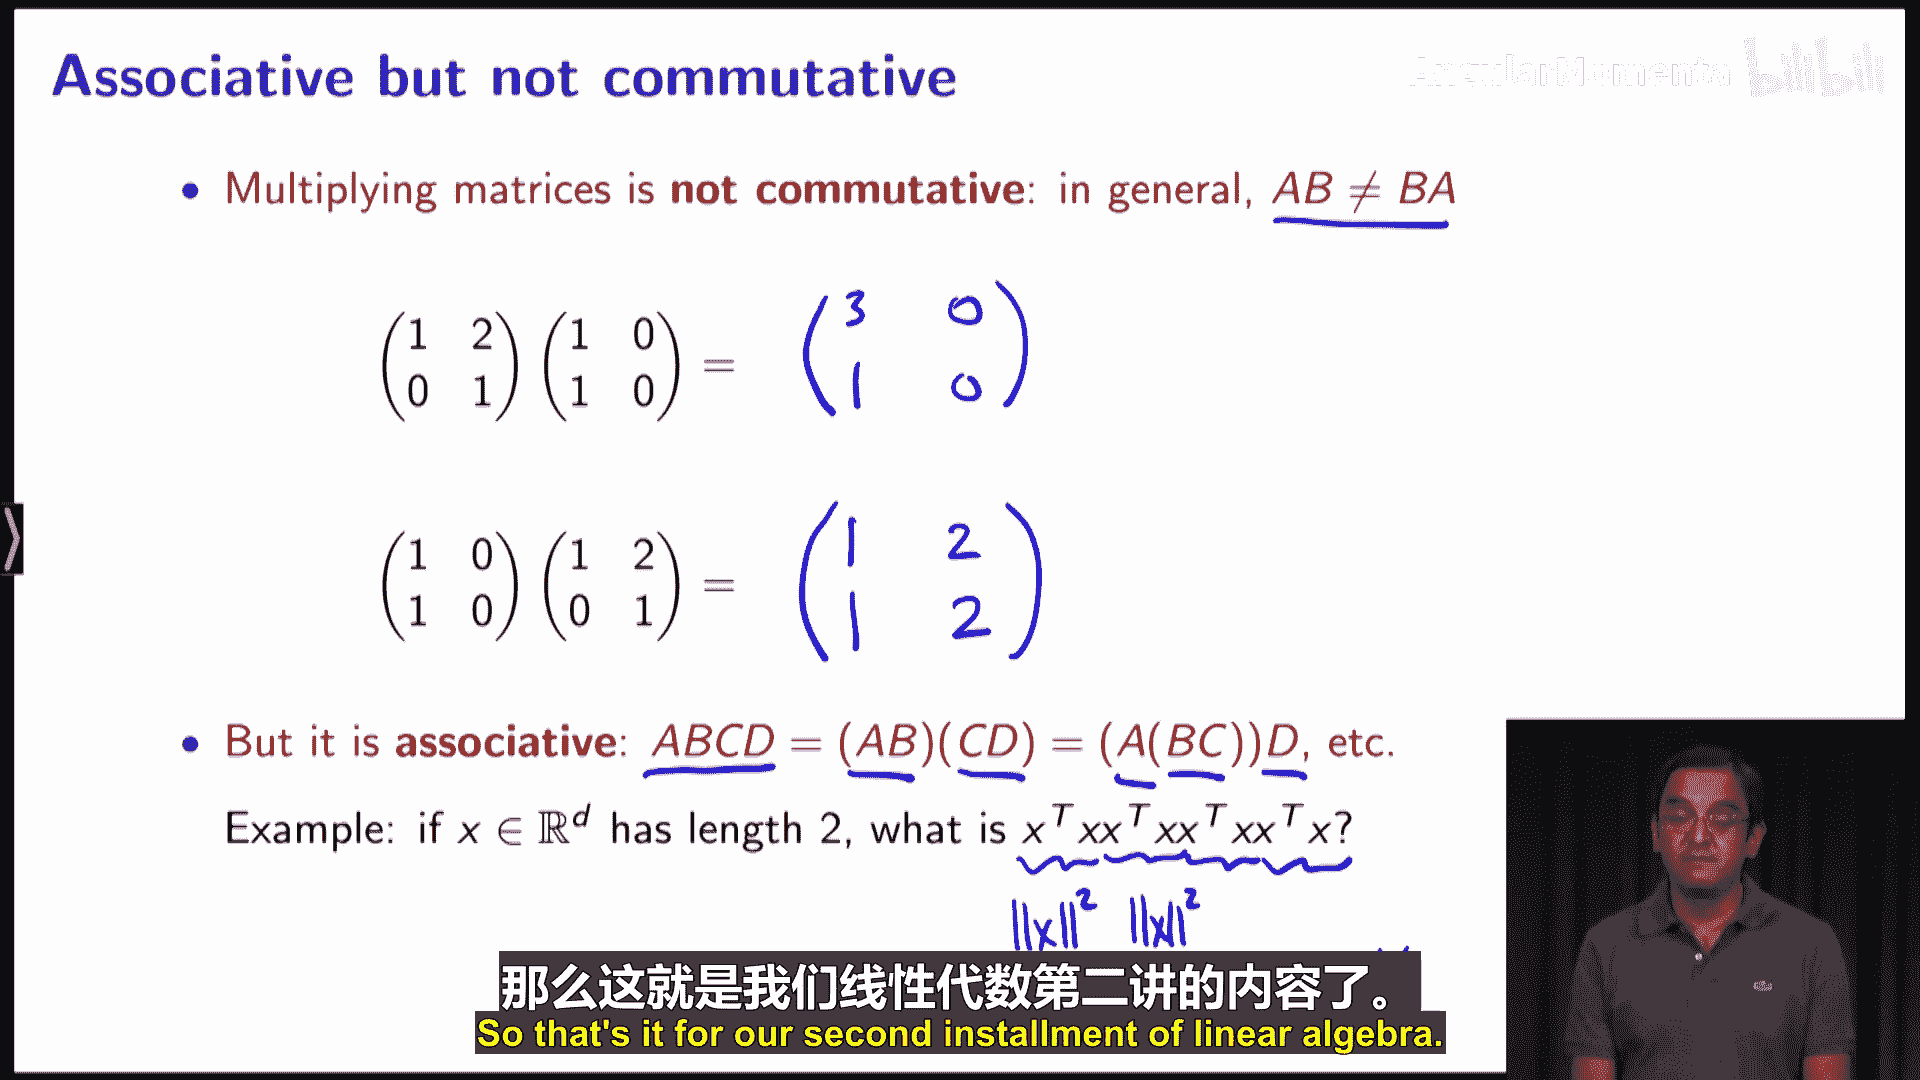 Associative but not commutative
bilibili
• Multiplying matrices is not commutative: in general, AB ≠ BA
(1 2 0 1) (1 0 1 0) = (3 0 1 0)
(1 0 1 0) (1 2 0 1) = (1 2 1 2)
• But it is associative: ABCD = (AB)(CD) = (A(BC))D, etc.
Example: if x ∈ ℝᵈ has length 2, what is xᵀxxᵀxxᵀxxᵀx?
||x||² ||x||²
那么这就是我们线性代数第二讲的内容了。
So that's it for our second installment of linear algebra.